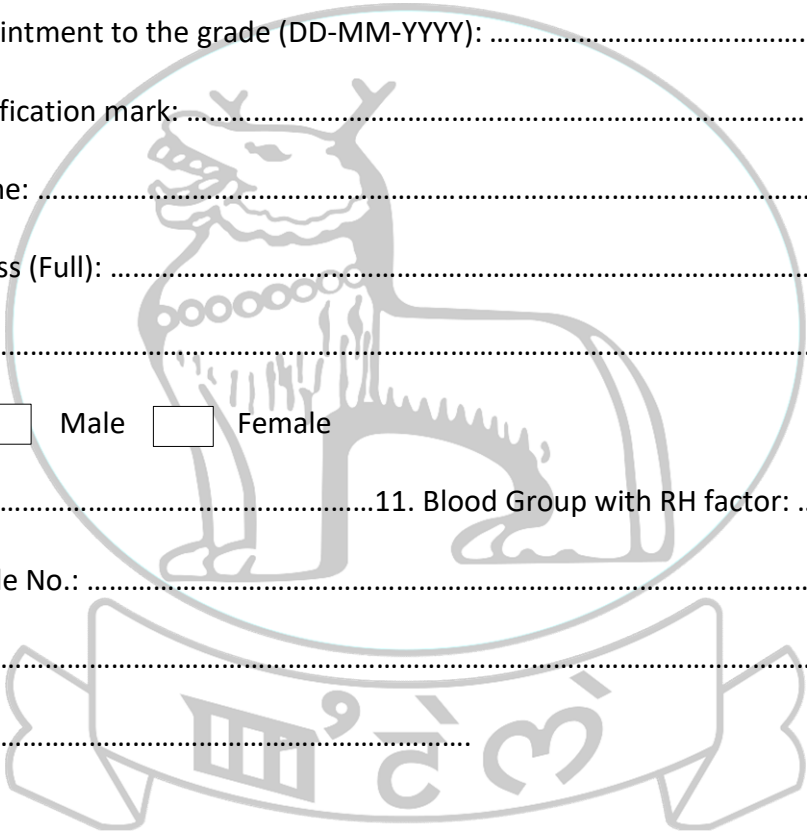 intment to the grade (DD-MM-YYYY): ……………………………
fication mark: ……………………………………………………
ne: ……………………………………………………………………
ss (Full): ……………………………………………………………
……………………………………………………………………………
Male Female
……………………………………11. Blood Group with RH factor: ..
le No.: ………………………………………………………………
……………………………………………………………………………
………………………………………………